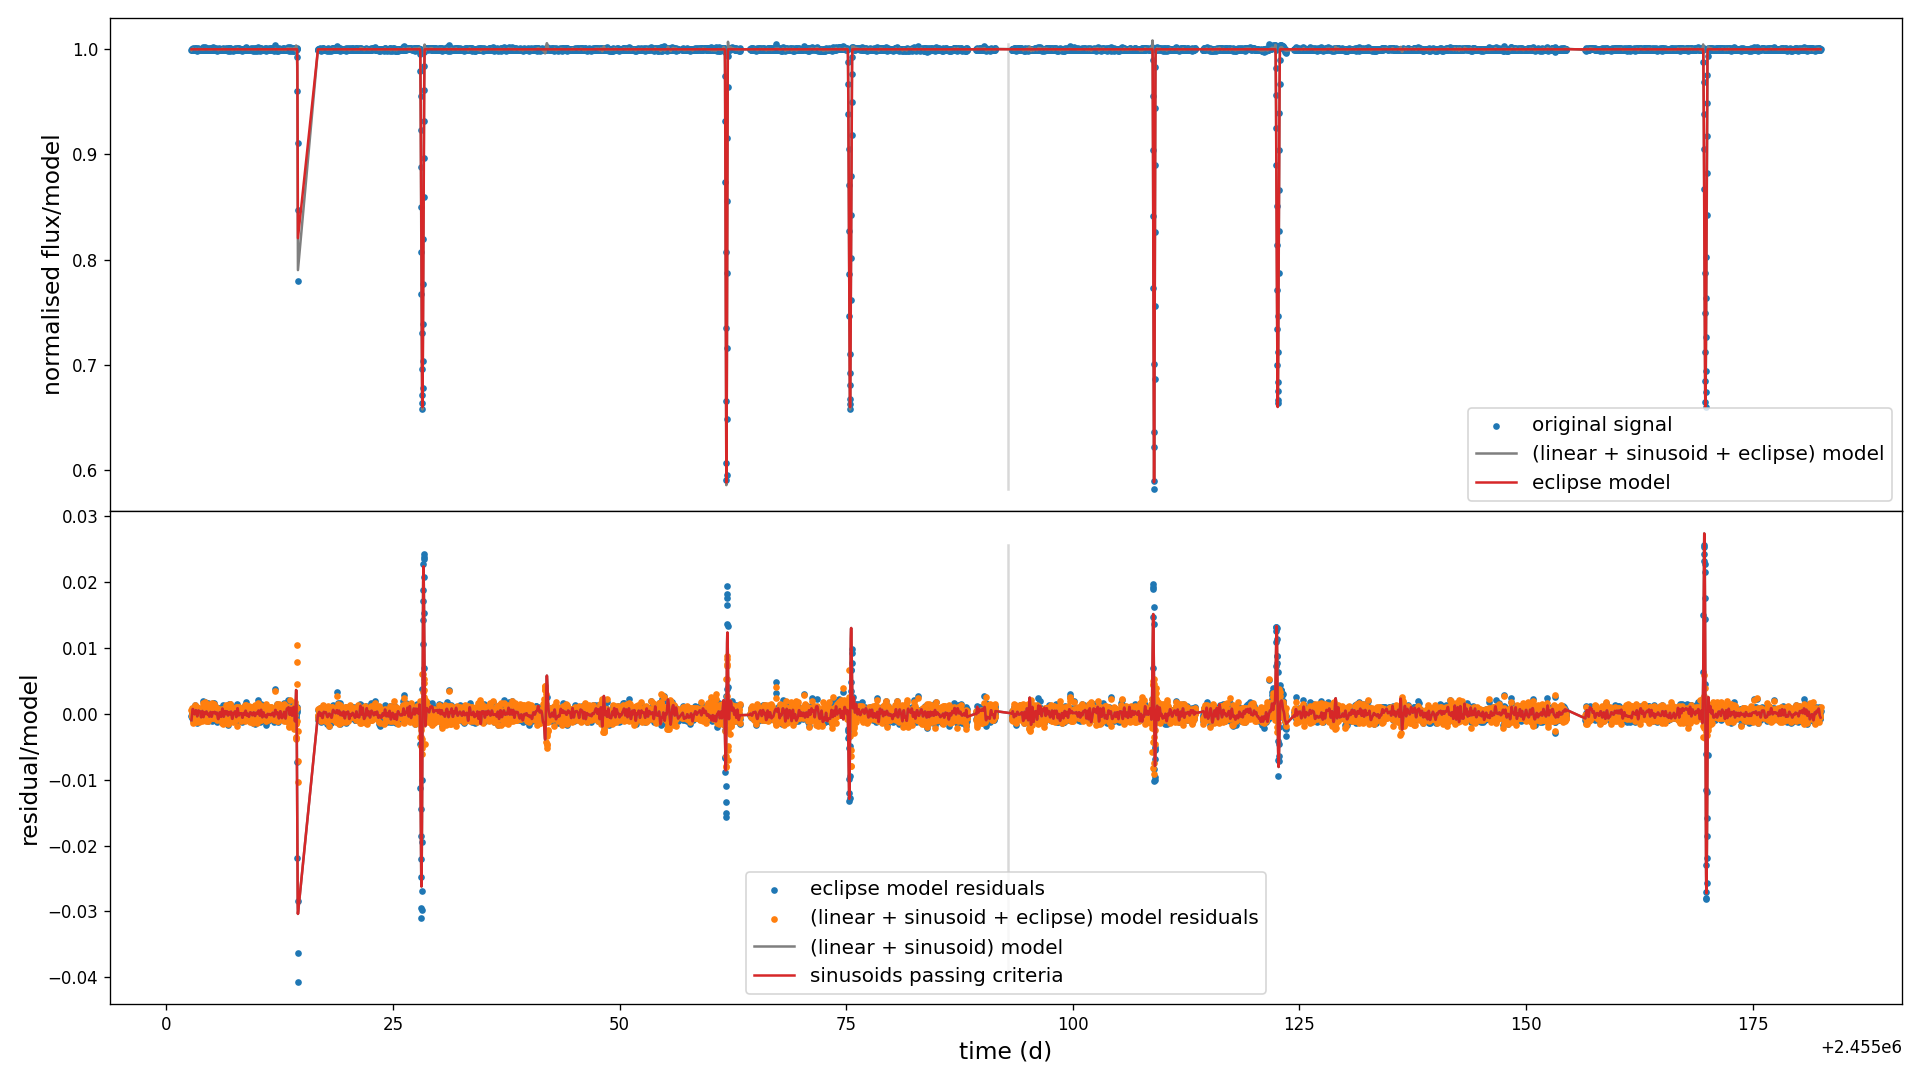 normalised flux/model
1.0
0.9
0.8
0.7
0.6
original signal
(linear + sinusoid + eclipse) model
eclipse model
residual/model
0.03
0.02
0.01
0.00
−0.01
−0.02
−0.03
−0.04
eclipse model residuals
(linear + sinusoid + eclipse) model residuals
(linear + sinusoid) model
sinusoids passing criteria
0 25 50 75 100 125 150 175
time (d)
+2.455e6